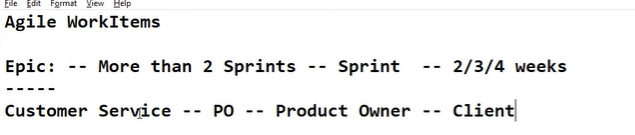 File Edit Format View Help
Agile WorkItems
Epic: -- More than 2 Sprints -- Sprint -- 2/3/4 weeks
-----
Customer Service -- PO -- Product Owner -- Client